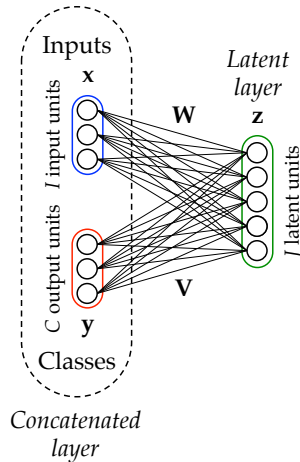 Inputs
x
I input units
C output units
y
Classes
Concatenated
layer
W
V
Latent
layer
z
J latent units